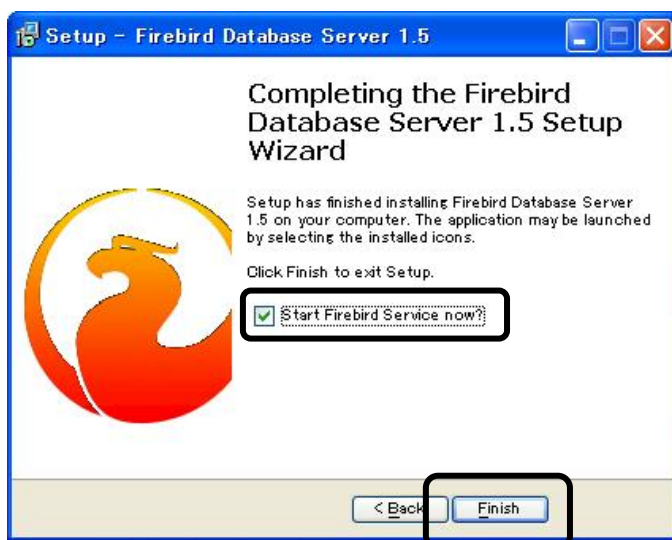 Setup - Firebird Database Server 1.5
Completing the Firebird
Database Server 1.5 Setup
Wizard
Setup has finished installing Firebird Database Server
1.5 on your computer. The application may be launched
by selecting the installed icons.
Click Finish to exit Setup.
Start Firebird Service now?
< Back
Finish